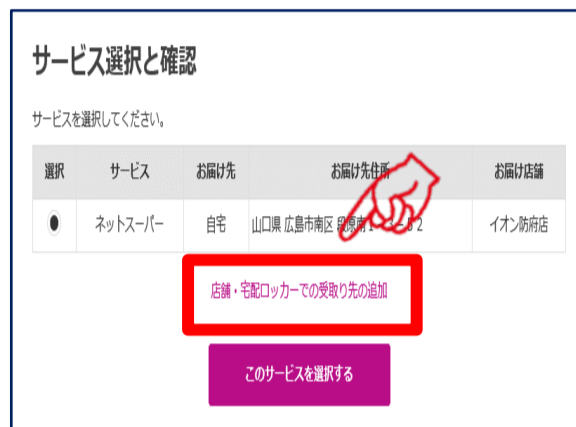 サービス選択と確認
サービスを選択してください。
選択 サービス お届け先 お届け先住所 お届け店舗
ネットスーパー 自宅 山口県 広島市南区 段原南1 イオン防府店
店舗・宅配ロッカーでの受取り先の追加
このサービスを選択する